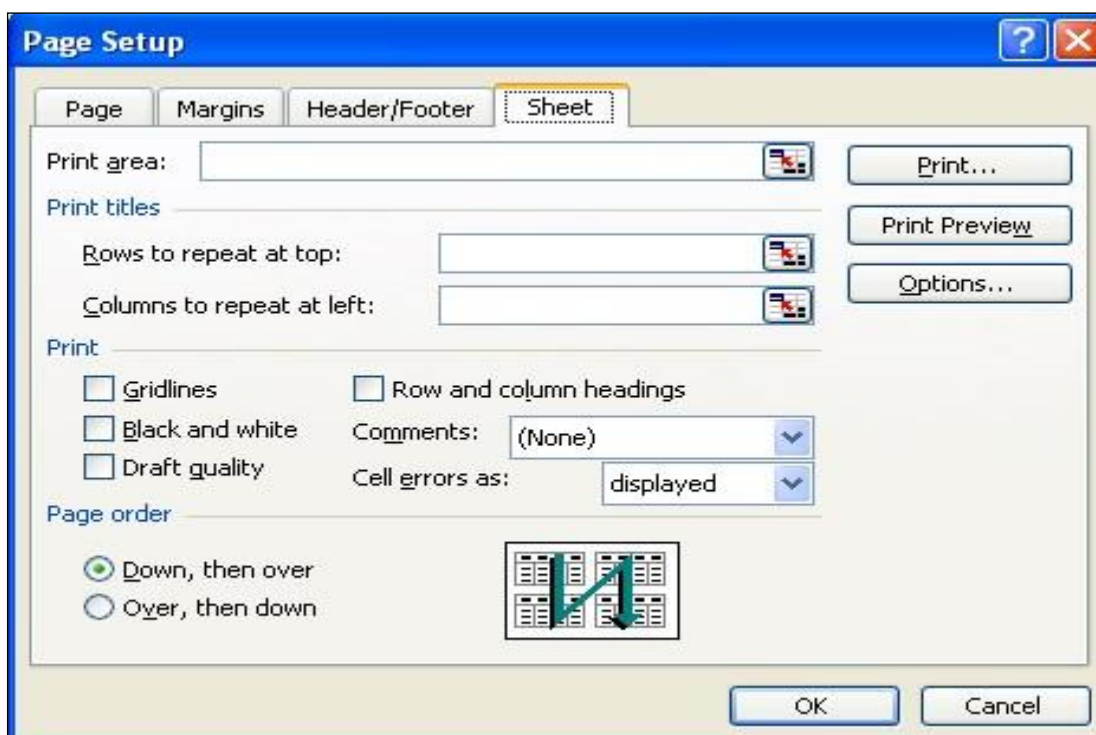 Page Setup
Page Margins Header/Footer Sheet
Print area:
Print...
Print titles
Print Preview
Rows to repeat at top:
Options...
Columns to repeat at left:
Print
Gridlines
Row and column headings
Black and white
Comments: (None)
Draft quality
Cell errors as: displayed
Page order
Down, then over
Over, then down
OK Cancel